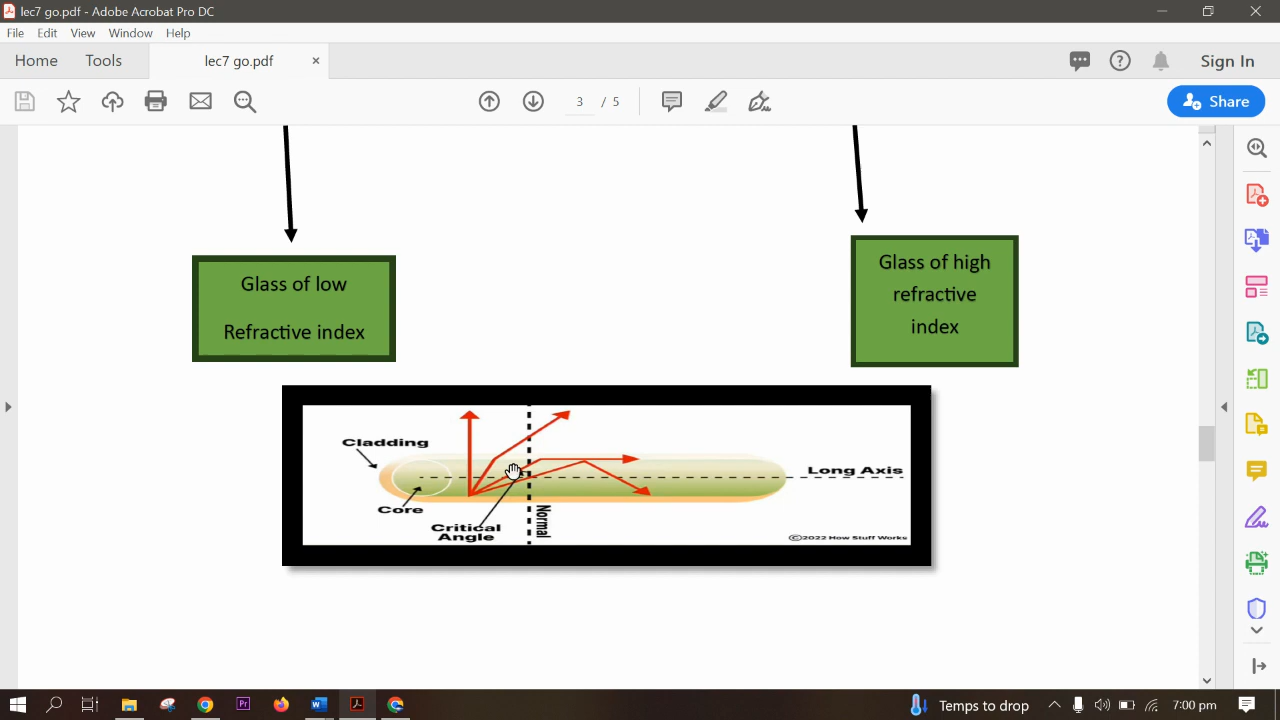 lec7 go.pdf - Adobe Acrobat Pro DC
File Edit View Window Help
Home Tools lec7 go.pdf × Sign In
3 / 5
Share
Glass of low
Refractive index
Glass of high
refractive
index
Cladding
Long Axis
Core
Critical
Angle
Normal
©2022 How Stuff Works
Temps to drop 7:00 pm